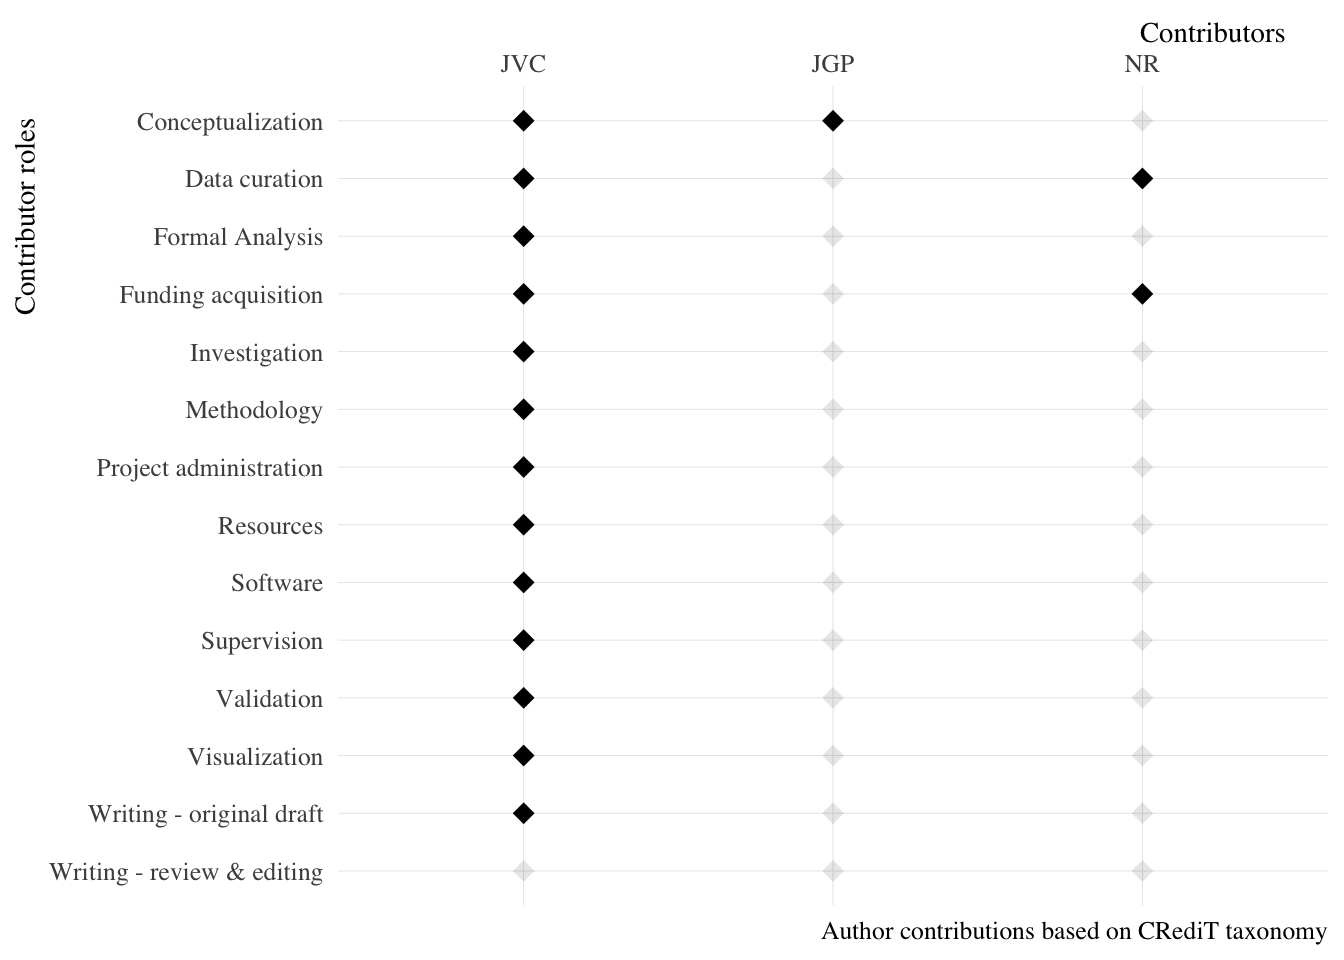 Contributors
JVC JGP NR
Contributor roles
Conceptualization
Data curation
Formal Analysis
Funding acquisition
Investigation
Methodology
Project administration
Resources
Software
Supervision
Validation
Visualization
Writing - original draft
Writing - review & editing
Author contributions based on CRediT taxonomy